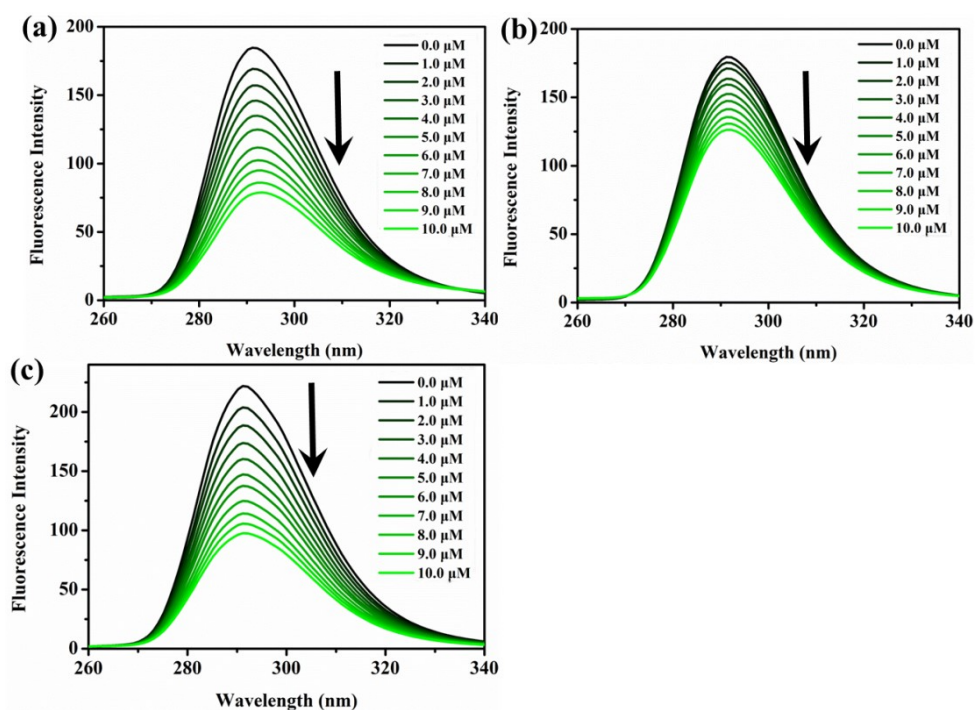 (a)
200
150
100
50
0
Fluorescence Intensity
260 280 300 320 340
Wavelength (nm)
0.0 µM
1.0 µM
2.0 µM
3.0 µM
4.0 µM
5.0 µM
6.0 µM
7.0 µM
8.0 µM
9.0 µM
10.0 µM
(b)
200
150
100
50
0
Fluorescence Intensity
260 280 300 320 340
Wavelength (nm)
0.0 µM
1.0 µM
2.0 µM
3.0 µM
4.0 µM
5.0 µM
6.0 µM
7.0 µM
8.0 µM
9.0 µM
10.0 µM
(c)
200
150
100
50
0
Fluorescence Intensity
260 280 300 320 340
Wavelength (nm)
0.0 µM
1.0 µM
2.0 µM
3.0 µM
4.0 µM
5.0 µM
6.0 µM
7.0 µM
8.0 µM
9.0 µM
10.0 µM